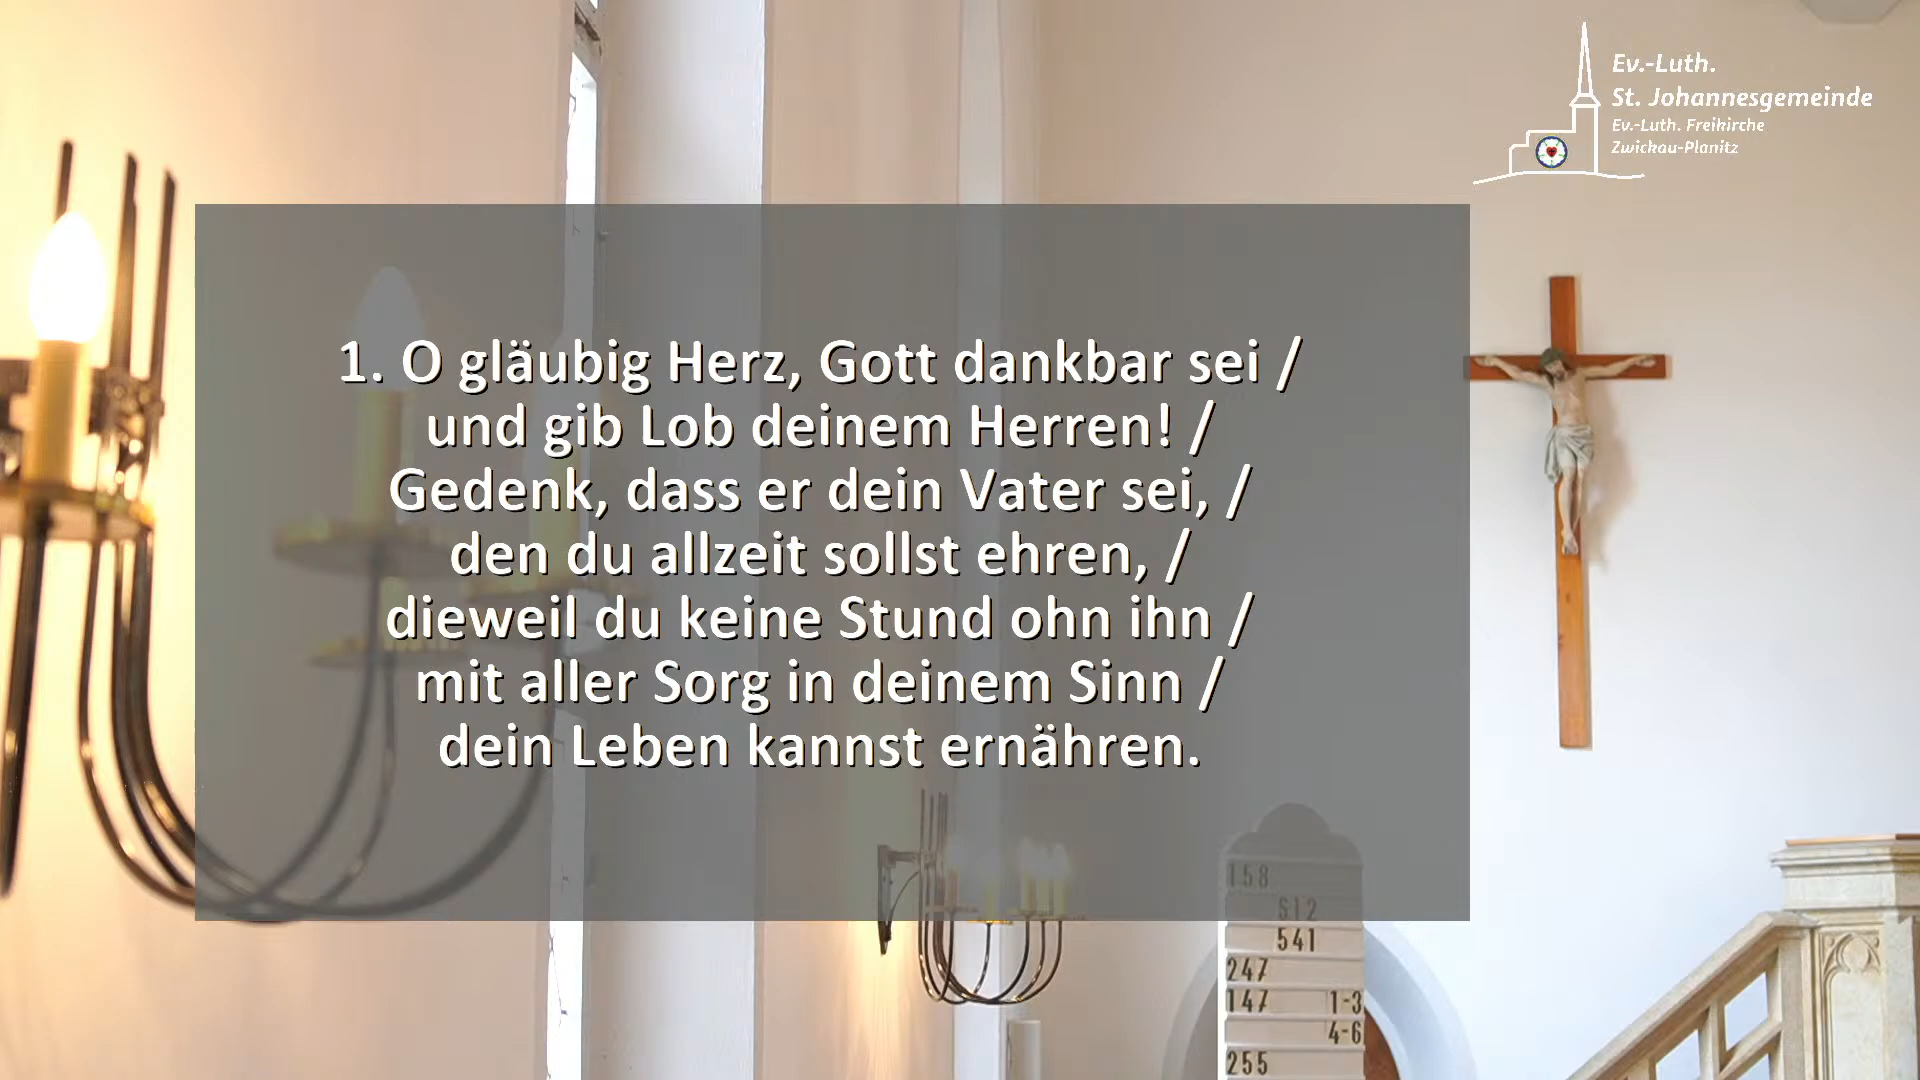 Ev.-Luth.
St. Johannesgemeinde
Ev.-Luth. Freikirche
Zwickau-Planitz
1. O gläubig Herz, Gott dankbar sei /
und gib Lob deinem Herren! /
Gedenk, dass er dein Vater sei, /
den du allzeit sollst ehren, /
dieweil du keine Stund ohn ihn /
mit aller Sorg in deinem Sinn /
dein Leben kannst ernähren.
158
512
541
247
147 1-3
4-6
255